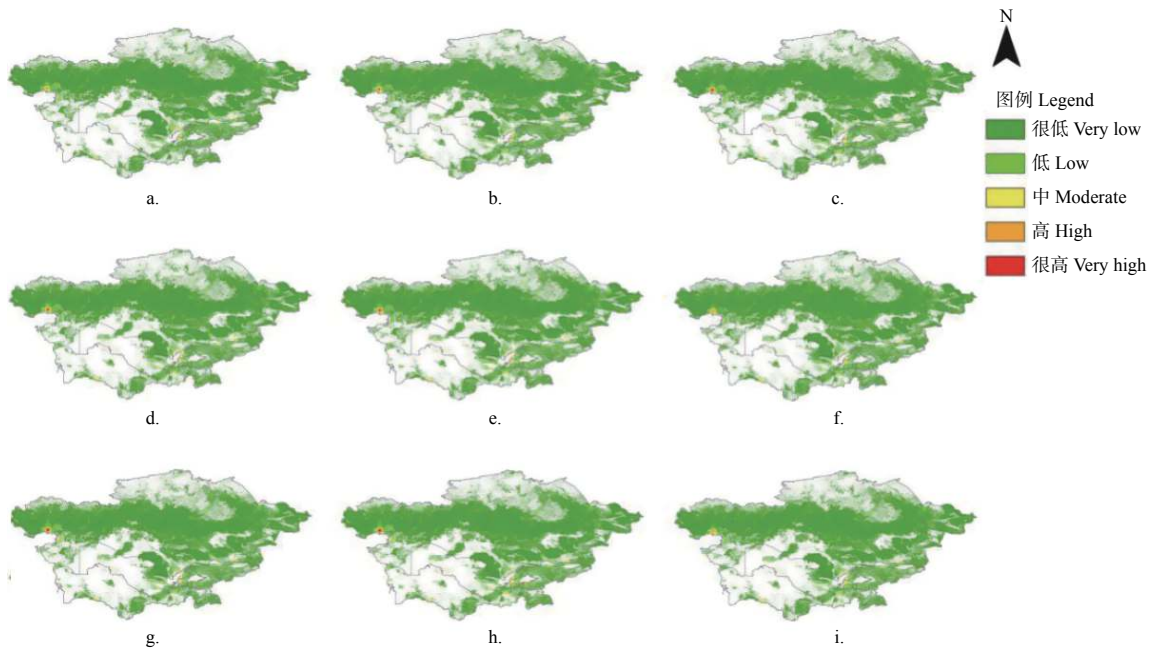 N
图例 Legend
很低 Very low
低 Low
中 Moderate
高 High
很高 Very high
a.
b.
c.
d.
e.
f.
g.
h.
i.